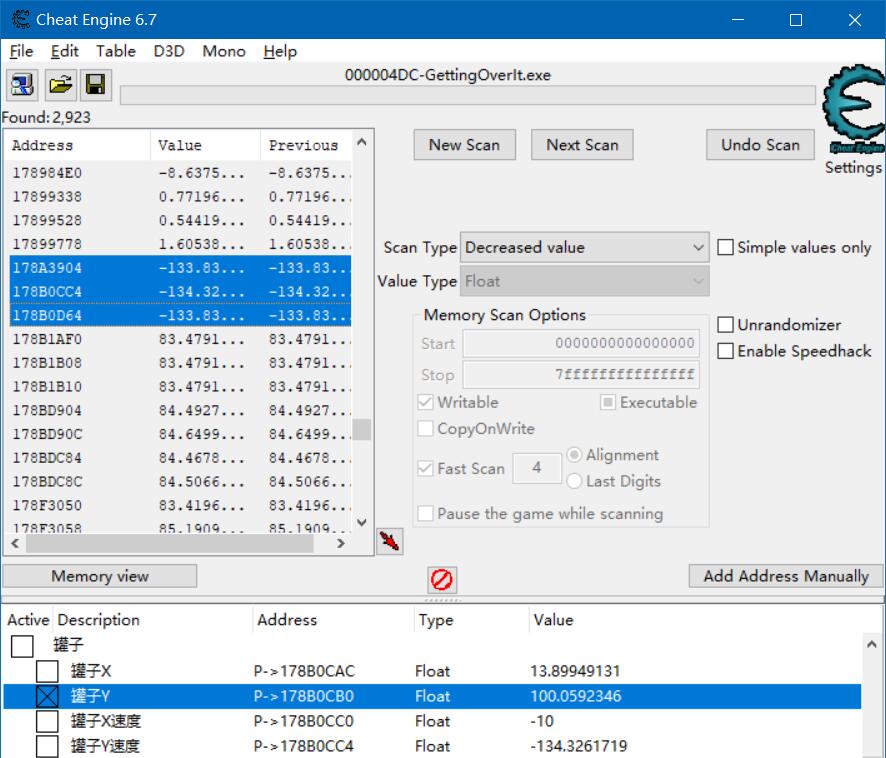 Cheat Engine 6.7
File Edit Table D3D Mono Help
000004DC-GettingOverIt.exe
Found: 2,923
Address Value Previous
178984E0 -8.6375... -8.6375...
17899338 0.77196... 0.77196...
17899528 0.54419... 0.54419...
17899778 1.60538... 1.60538...
178A3904 -133.83... -133.83...
178B0CC4 -134.32... -134.32...
178B0D64 -133.83... -133.83...
178B1AF0 83.4791... 83.4791...
178B1B08 83.4791... 83.4791...
178B1B10 83.4791... 83.4791...
178BD904 84.4927... 84.4927...
178BD90C 84.6499... 84.6499...
178BDC84 84.4678... 84.4678...
178BDC8C 84.5066... 84.5066...
178F3050 83.4196... 83.4196...
178F3058 85.1909... 85.1909...
New Scan Next Scan Undo Scan
Cheat Engine
Settings
Scan Type Decreased value Simple values only
Value Type Float
Memory Scan Options
Start 0000000000000000
Stop 7fffffffffffffff
Unrandomizer
Enable Speedhack
Writable Executable
CopyOnWrite
Fast Scan 4 Alignment
Last Digits
Pause the game while scanning
Memory view Add Address Manually
Active Description Address Type Value
罐子
罐子X P->178B0CAC Float 13.89949131
罐子Y P->178B0CB0 Float 100.0592346
罐子X速度 P->178B0CC0 Float -10
罐子Y速度 P->178B0CC4 Float -134.3261719